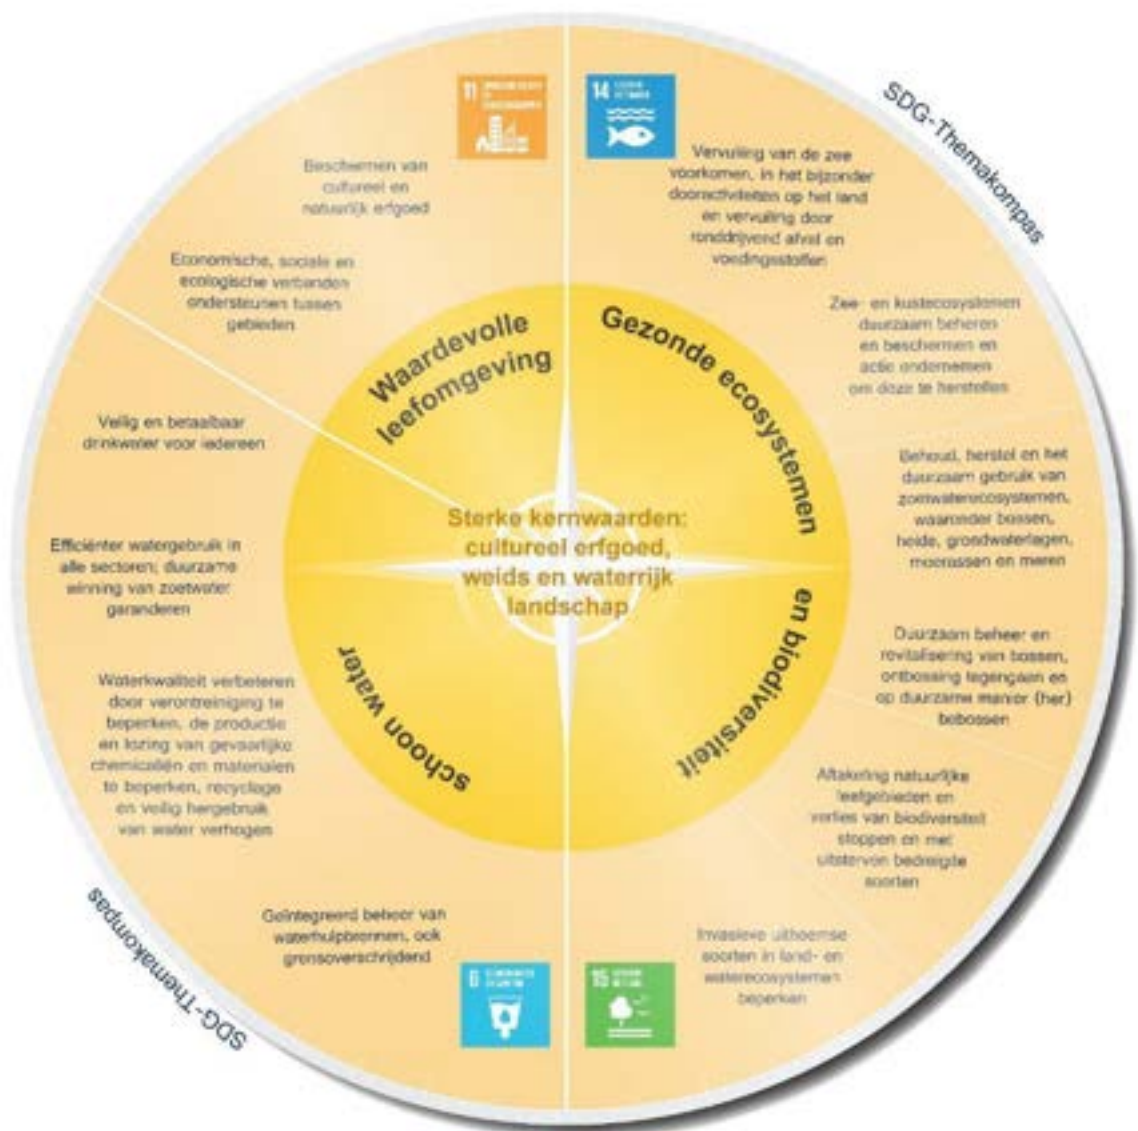 SDG-Themakompas
11
14
Beschermen van
cultureel en
natuurlijk erfgoed
Economische, sociale en
ecologische verbanden
ondersteunen tussen
gebieden
Vervuiling van de zee
voorkomen, in het bijzonder
dooractiviteiten op het land
en vervuiling door
ronddrijvend afval en
voedingsstoffen
Zee- en kustecosystemen
duurzaam beheren
en beschermen en
actie ondernemen
om deze te herstellen
Waardevolle
leefomgeving
Gezonde ecosystemen
en biodiversiteit
schoon water
Sterke kernwaarden:
cultureel erfgoed,
weids en waterrijk
landschap
Veilig en betaalbaar
drinkwater voor iedereen
Efficiënter watergebruik in
alle sectoren; duurzame
winning van zoetwater
garanderen
Waterkwaliteit verbeteren
door verontreiniging te
beperken, de productie
en lozing van gevaarlijke
chemicaliën en materialen
te beperken, recyclage
en veilig hergebruik
van water verhogen
Geïntegreerd beheer van
waterhulpbronnen, ook
grensoverschrijdend
Behoud, herstel en het
duurzaam gebruik van
waaronder bossen,
heide, grondwaterlagen,
moerassen en meren
Duurzaam beheer en
revitalisering van bossen,
ontbossing tegengaan en
op duurzame manier (her)
bebossen
Aftakeling natuurlijke
leefgebieden en
verlies van biodiversiteit
stoppen en met
uitsterven bedreigde
soorten
Invasieve uitheemse
soorten in land- en
waterecosystemen
beperken
6
15
SDG-Themakompas